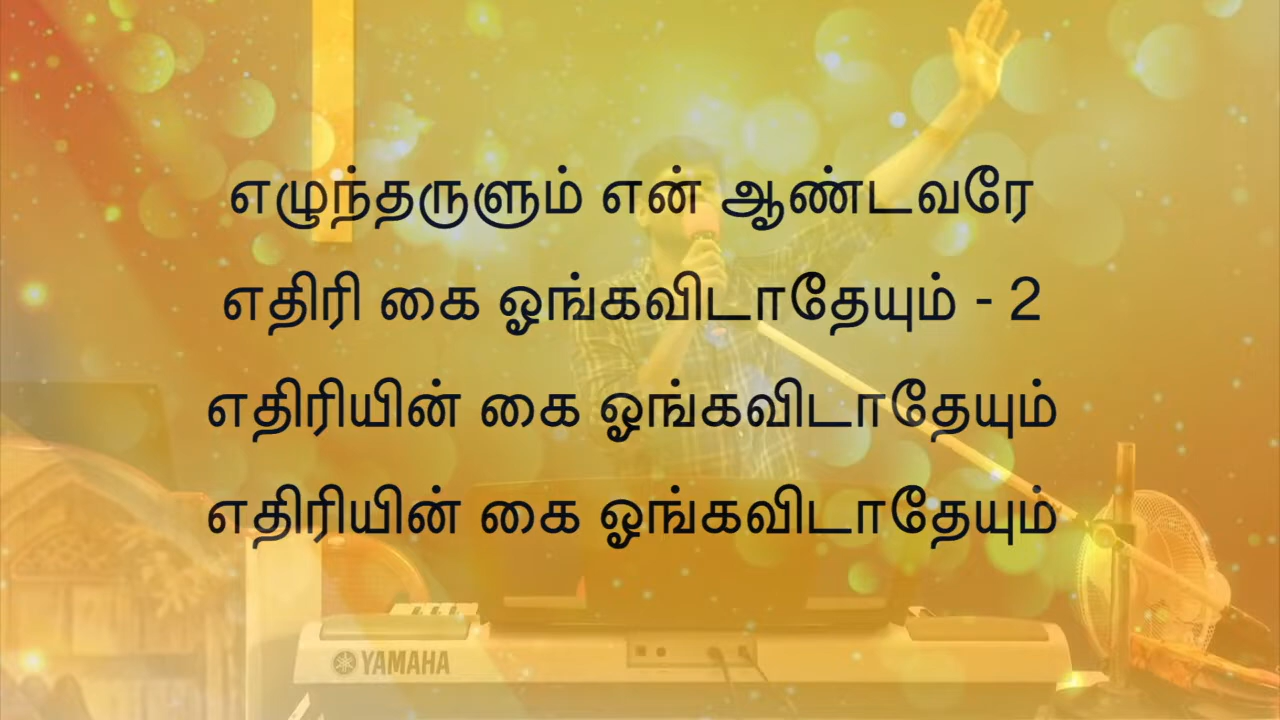 எழுந்தருளும் என் ஆண்டவரே
எதிரி கை ஓங்கவிடாதேயும் - 2
எதிரியின் கை ஓங்கவிடாதேயும்
எதிரியின் கை ஓங்கவிடாதேயும்
YAMAHA